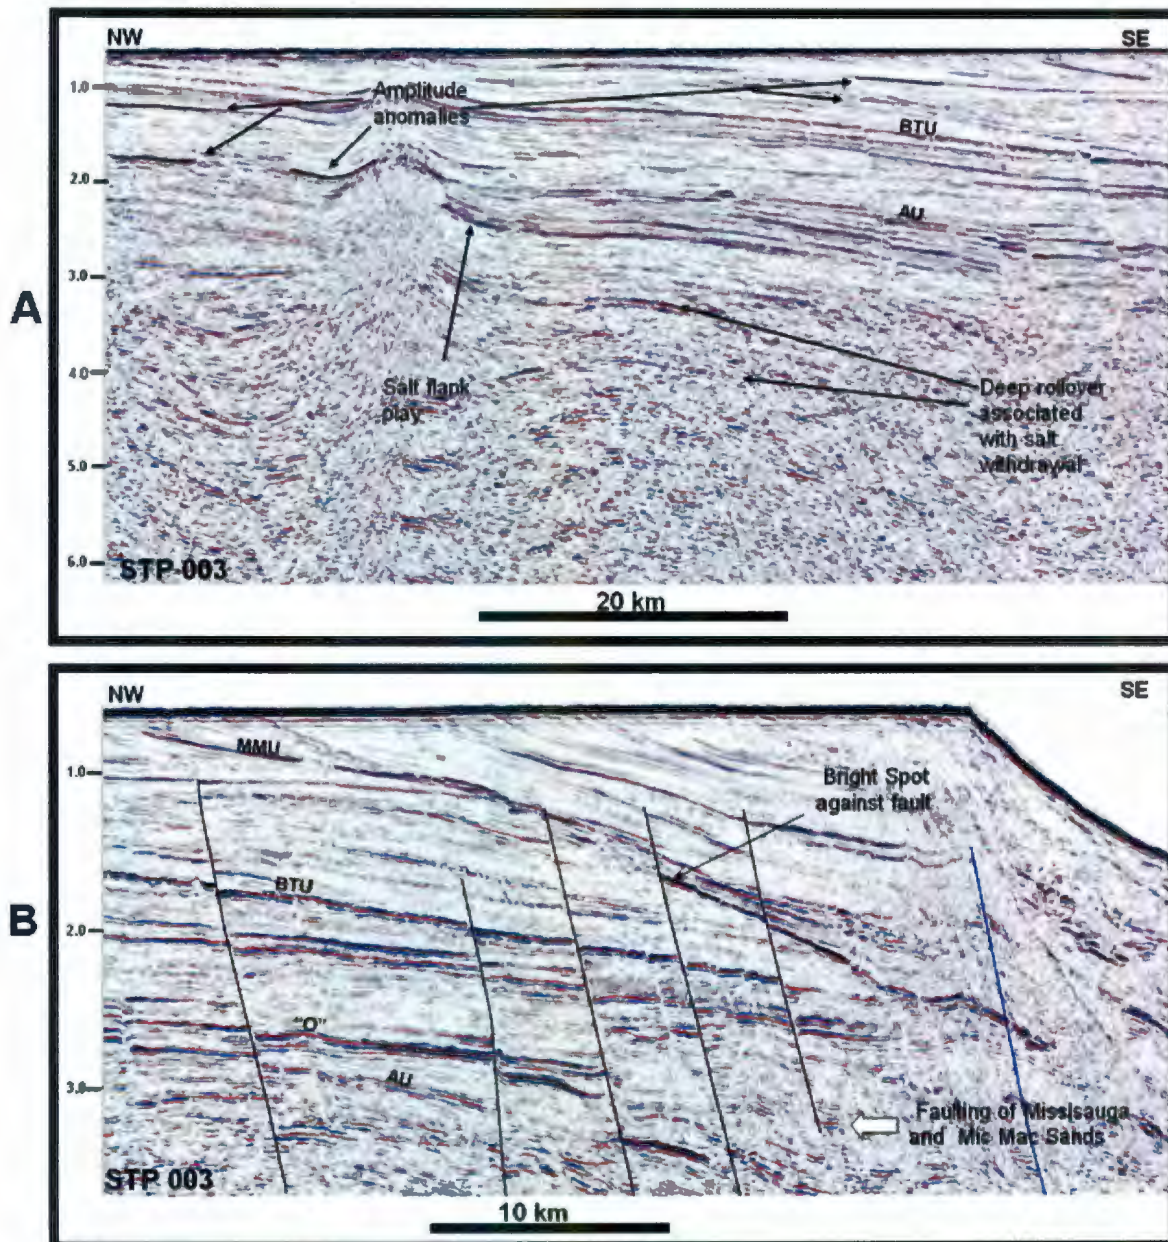 NW
SE
1.0
Amplitude
anomalies
BTU
2.0
AU
3.0
A
4.0
Salt flank
play
Deep rollover
associated
with salt
withdrawal
5.0
6.0
STP-003
20 km
NW
SE
MMU
1.0
Bright Spot
against fault
BTU
B
2.0
"O"
AU
3.0
Faulting of Missisauga
and Mic Mac Sands
STP 003
10 km